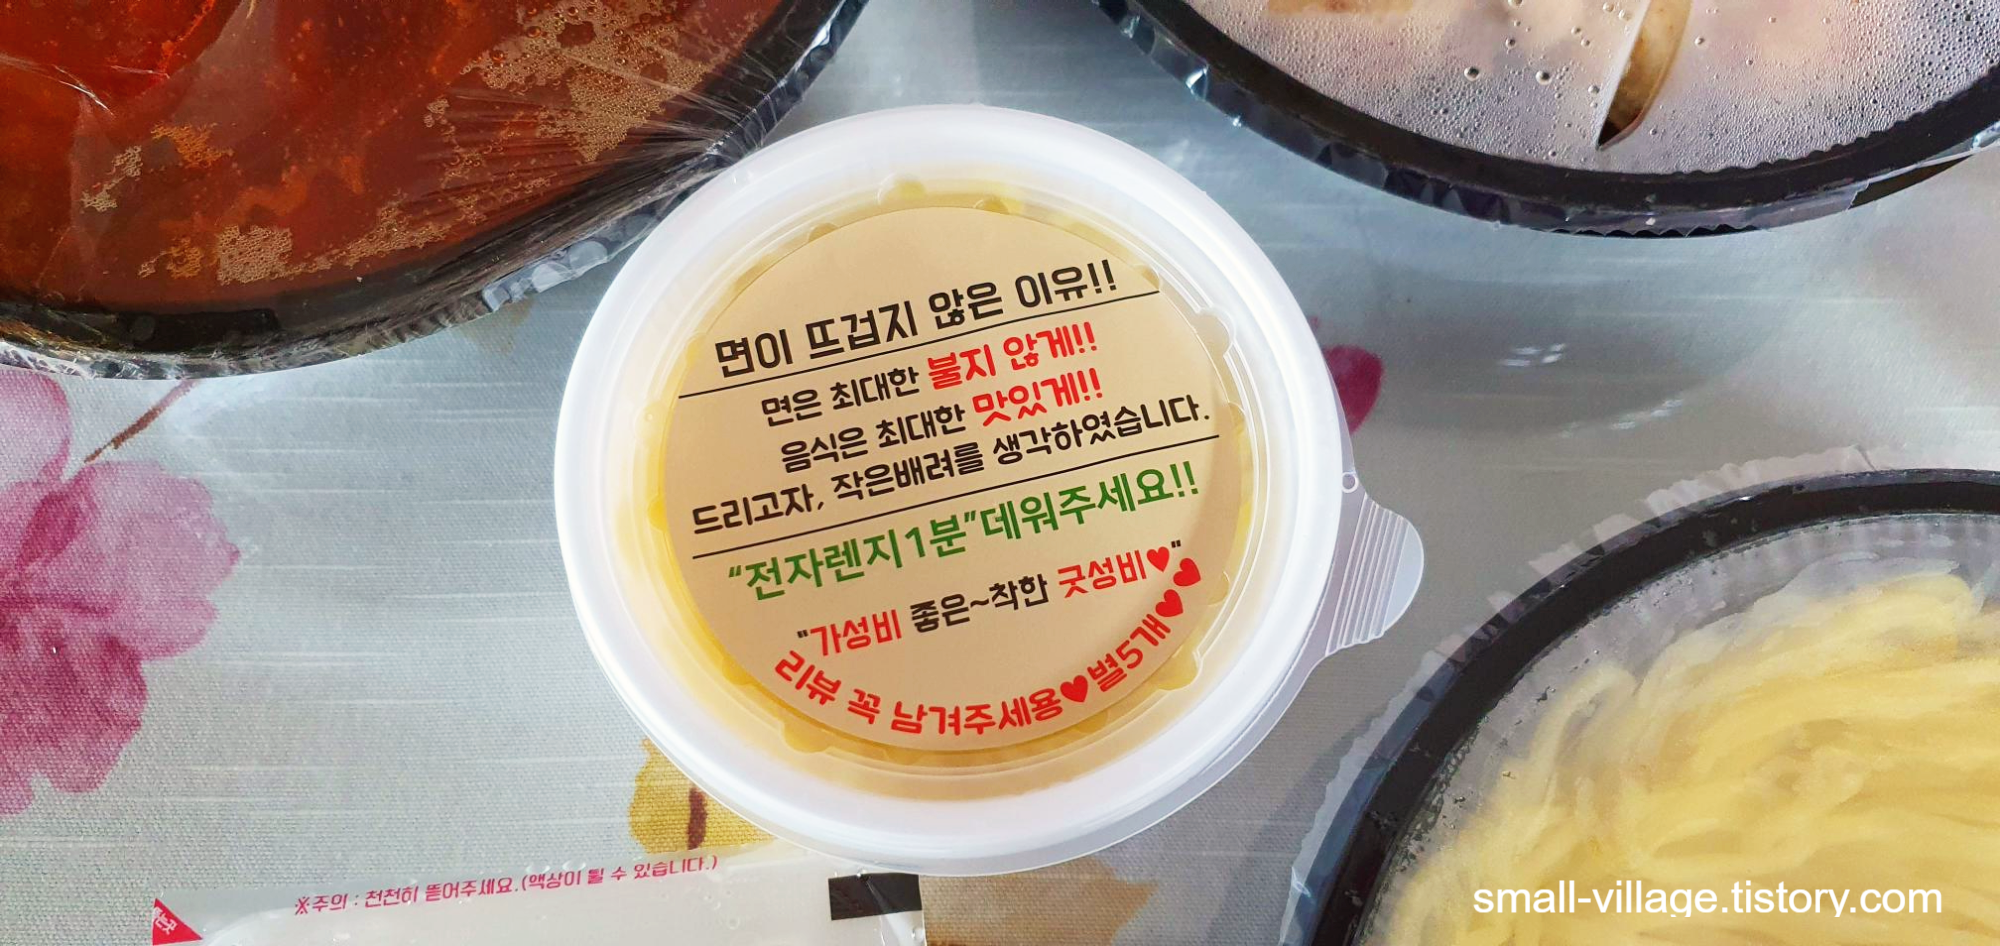 면이 뜨겁지 않은 이유!!
면은 최대한 불지 않게!!
음식은 최대한 맛있게!!
드리고자, 작은배려를 생각하였습니다.
“전자렌지1분”데워주세요!!
"가성비 좋은~착한 굿성비♥"
리뷰 꼭 남겨주세용♥별5개♥♥♥
※주의 : 천천히 뜯어주세요.(액상이 튈 수 있습니다.)
small-village.tistory.com